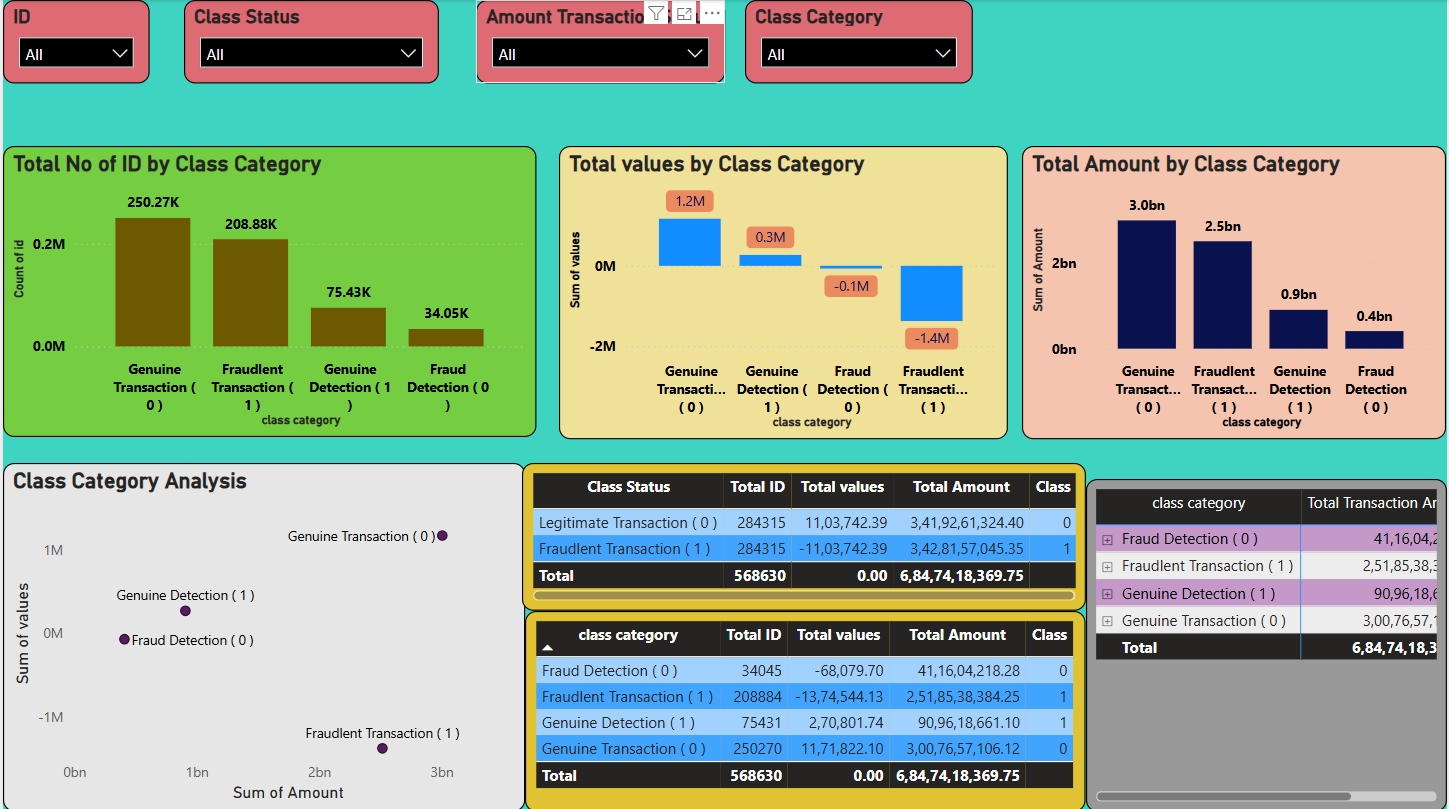 ID
All
Class Status
All
Amount Transactio
All
Class Category
All
Total No of ID by Class Category
250.27K
208.88K
75.43K
34.05K
0.2M
0.0M
Count of id
Genuine Transaction ( 0 )
Fraudlent Transaction ( 1 )
Genuine Detection ( 1 )
Fraud Detection ( 0 )
class category
Total values by Class Category
1.2M
0.3M
-0.1M
-1.4M
0M
-2M
Sum of values
Genuine Transacti... ( 0 )
Genuine Detection ( 1 )
Fraud Detection ( 0 )
Fraudlent Transacti... ( 1 )
class category
Total Amount by Class Category
3.0bn
2.5bn
0.9bn
0.4bn
2bn
0bn
Sum of Amount
Genuine Transact... ( 0 )
Fraudlent Transact... ( 1 )
Genuine Detection ( 1 )
Fraud Detection ( 0 )
class category
Class Category Analysis
Genuine Transaction ( 0 )
Genuine Detection ( 1 )
Fraud Detection ( 0 )
Fraudlent Transaction ( 1 )
1M
0M
-1M
Sum of values
0bn 1bn 2bn 3bn
Sum of Amount
Class Status Total ID Total values Total Amount Class
Legitimate Transaction ( 0 ) 284315 11,03,742.39 3,41,92,61,324.40 0
Fraudlent Transaction ( 1 ) 284315 -11,03,742.39 3,42,81,57,045.35 1
Total 568630 0.00 6,84,74,18,369.75
class category Total ID Total values Total Amount Class
Fraud Detection ( 0 ) 34045 -68,079.70 41,16,04,218.28 0
Fraudlent Transaction ( 1 ) 208884 -13,74,544.13 2,51,85,38,384.25 1
Genuine Detection ( 1 ) 75431 2,70,801.74 90,96,18,661.10 1
Genuine Transaction ( 0 ) 250270 11,71,822.10 3,00,76,57,106.12 0
Total 568630 0.00 6,84,74,18,369.75
class category Total Transaction Ar
Fraud Detection ( 0 ) 41,16,04,2
Fraudlent Transaction ( 1 ) 2,51,85,38,3
Genuine Detection ( 1 ) 90,96,18,6
Genuine Transaction ( 0 ) 3,00,76,57,1
Total 6,84,74,18,3